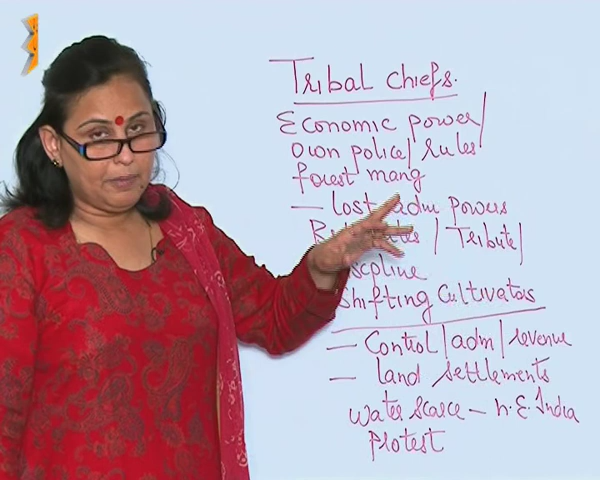 Tribal Chiefs.
Economic power/
own police/ rules
forest mang
— Lost adm powers
/ Tribute/
Shifting Cultivators
— Control/adm/revenue
— land settlements
Water scarce – N.E. India
Protest